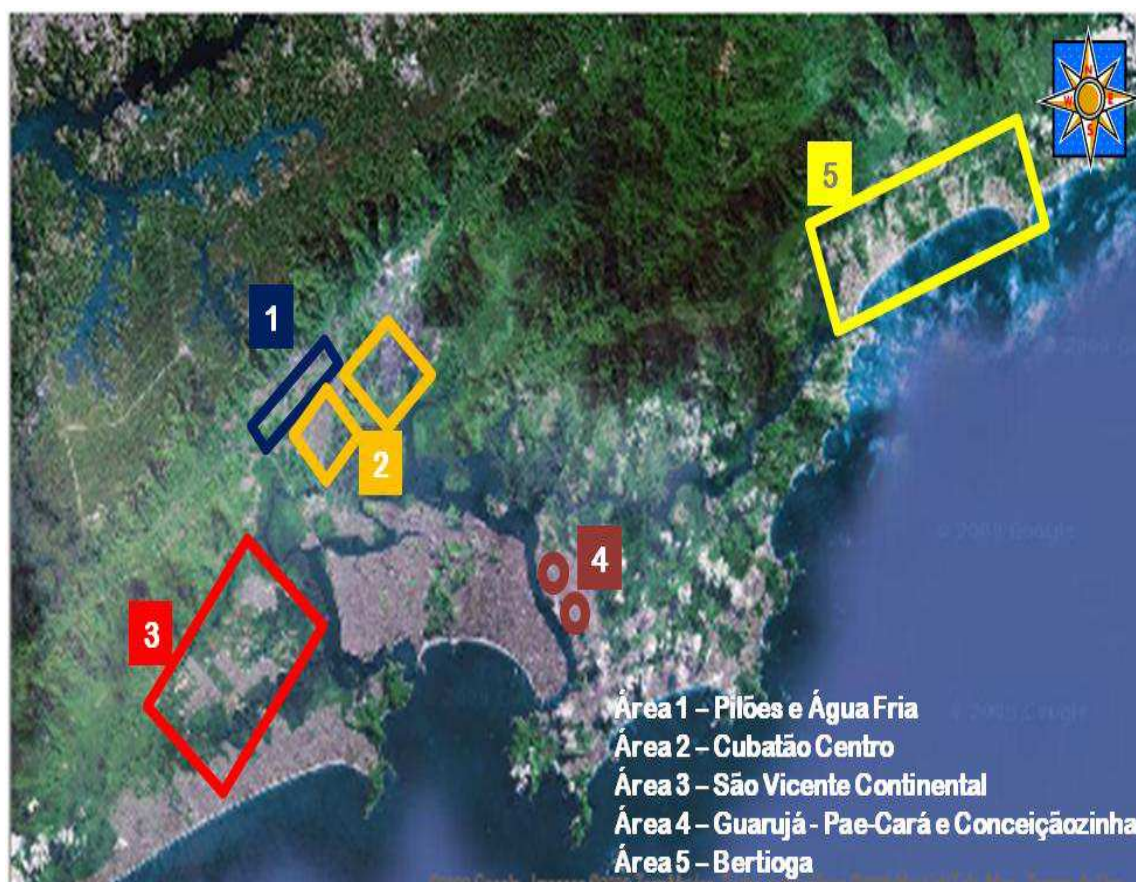 N
W E
S
5
1
2
4
3
Área 1 – Pilões e Água Fria
Área 2 – Cubatão Centro
Área 3 – São Vicente Continental
Área 4 – Guarujá - Pae-Cará e Conceiçãozinha
Área 5 – Bertioga